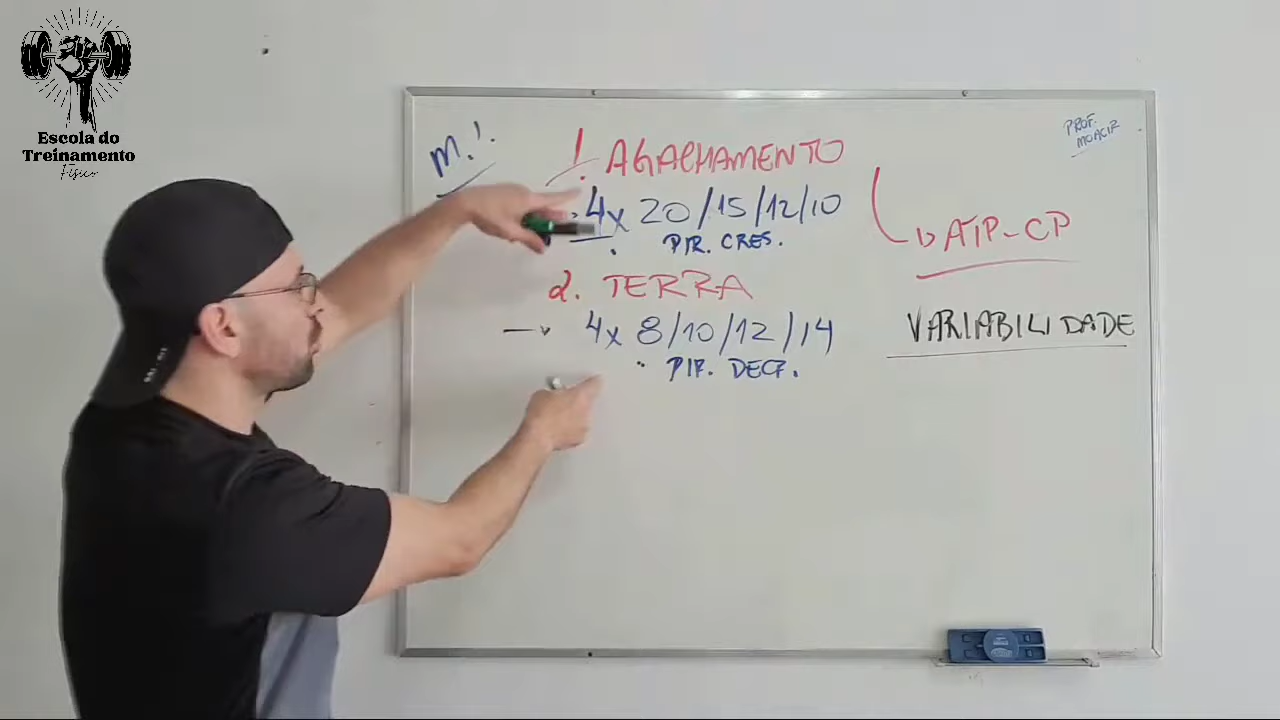 Escola do
Treinamento
Físico
M.1.
1. AGACHAMENTO
4x 20/15/12/10
PIR. CRES.
2. TERRA
→ 4x 8/10/12/14
PIR. DECR.
PROF.
MOACIR
ATP-CP
VARIABILIDADE